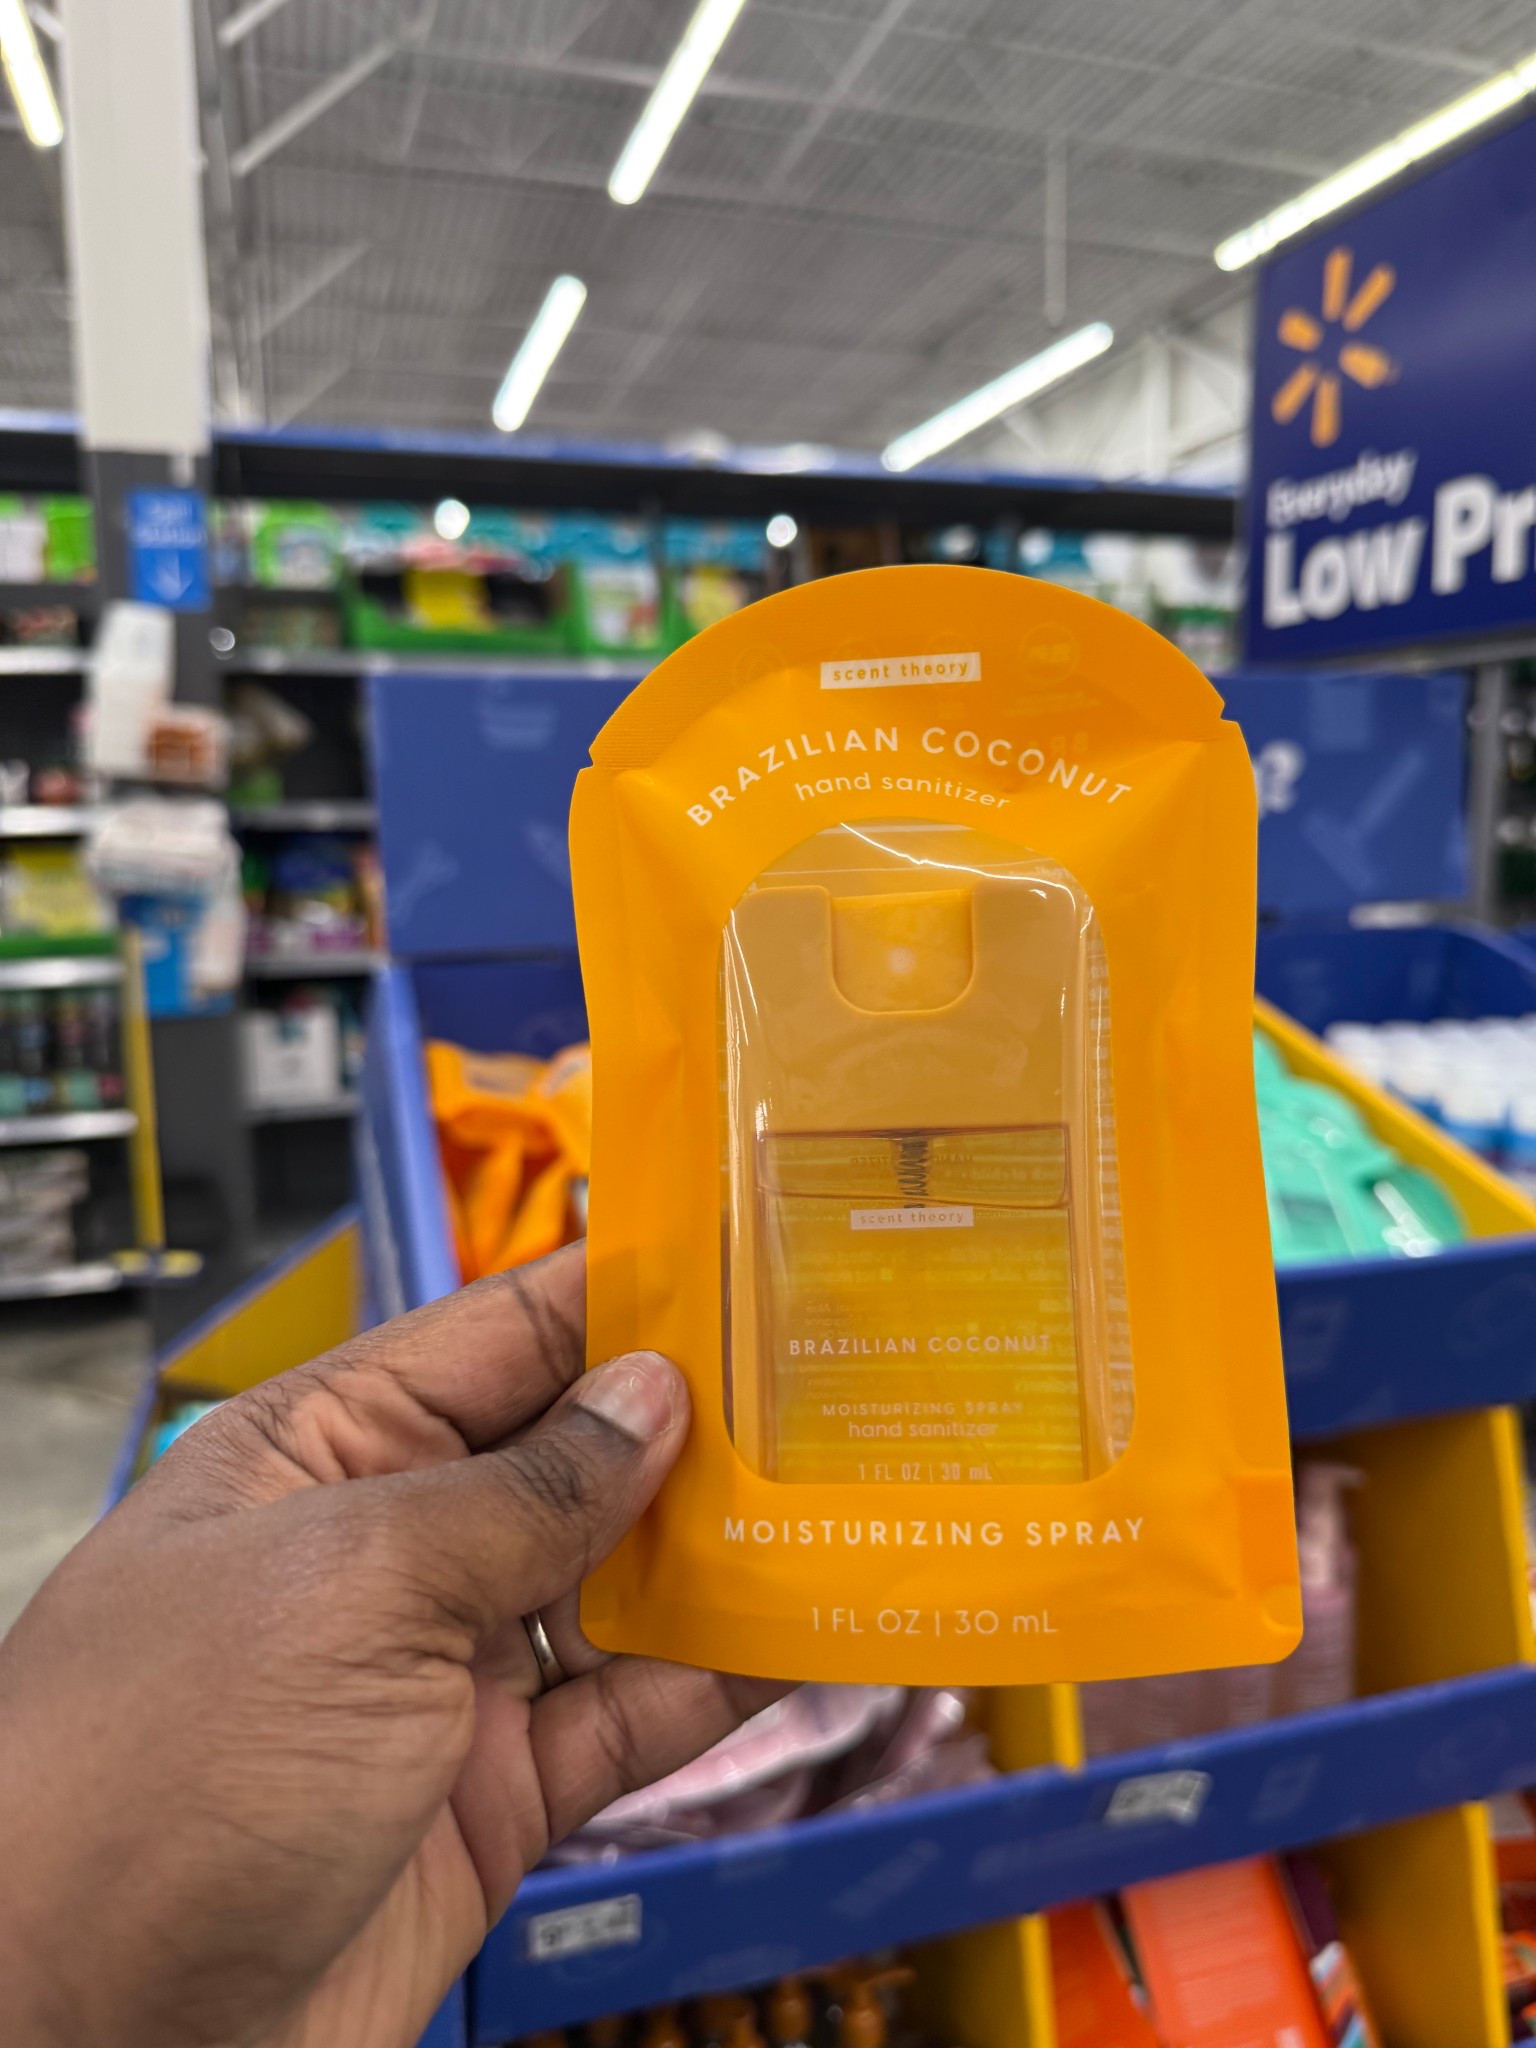 Everyday
Low Pr
scent theory
BRAZILIAN COCONUT
hand sanitizer
scent theory
BRAZILIAN COCONUT
MOISTURIZING SPRAY
hand sanitizer
1 FL OZ | 30 mL
MOISTURIZING SPRAY
1 FL OZ | 30 mL